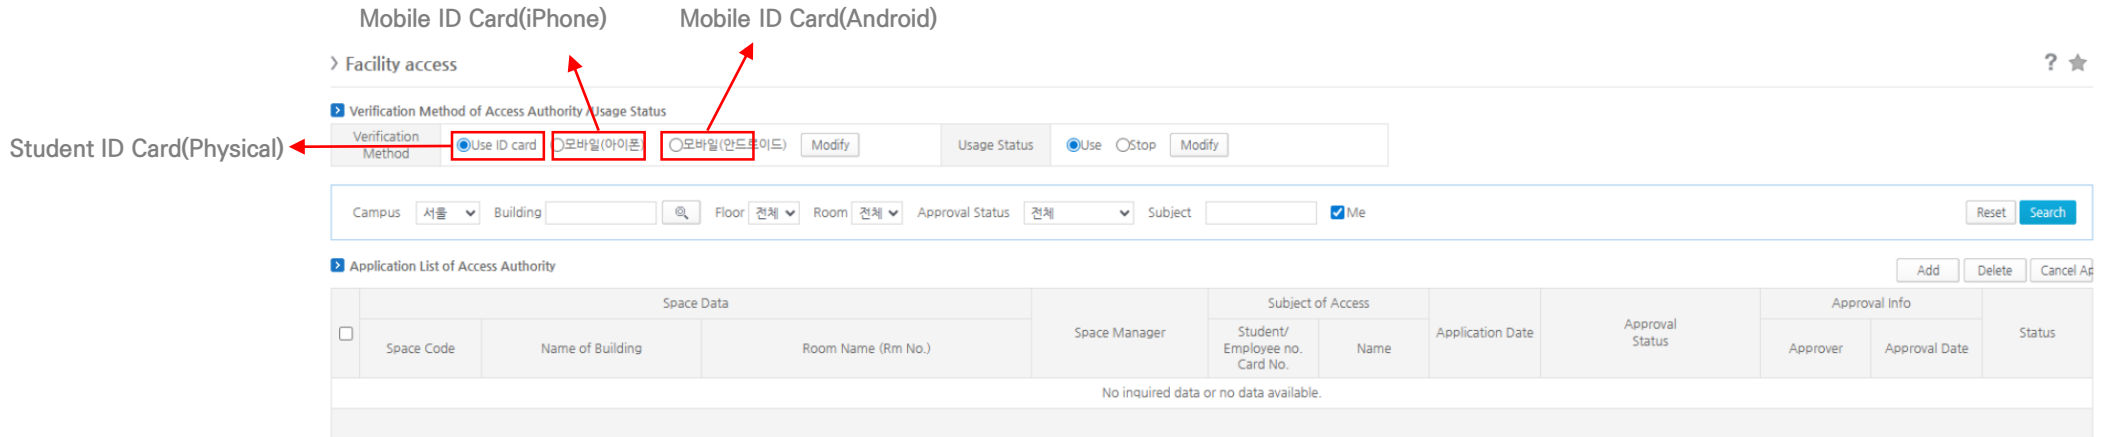 Mobile ID Card(iPhone) Mobile ID Card(Android)
Facility access
?
Verification Method of Access Authority /Usage Status
Student ID Card(Physical)
Verification Method Use ID card 모바일(아이폰) 모바일(안드로이드) Modify Usage Status Use Stop Modify
Campus 서울 Building Floor 전체 Room 전체 Approval Status 전체 Subject Me Reset Search
Application List of Access Authority
Add Delete Cancel Ap
Space Data Subject of Access Approval Info
Space Code Name of Building Room Name (Rm No.) Space Manager Student/ Employee no. Card No. Name Application Date Approval Status Approver Approval Date Status
No inquired data or no data available.